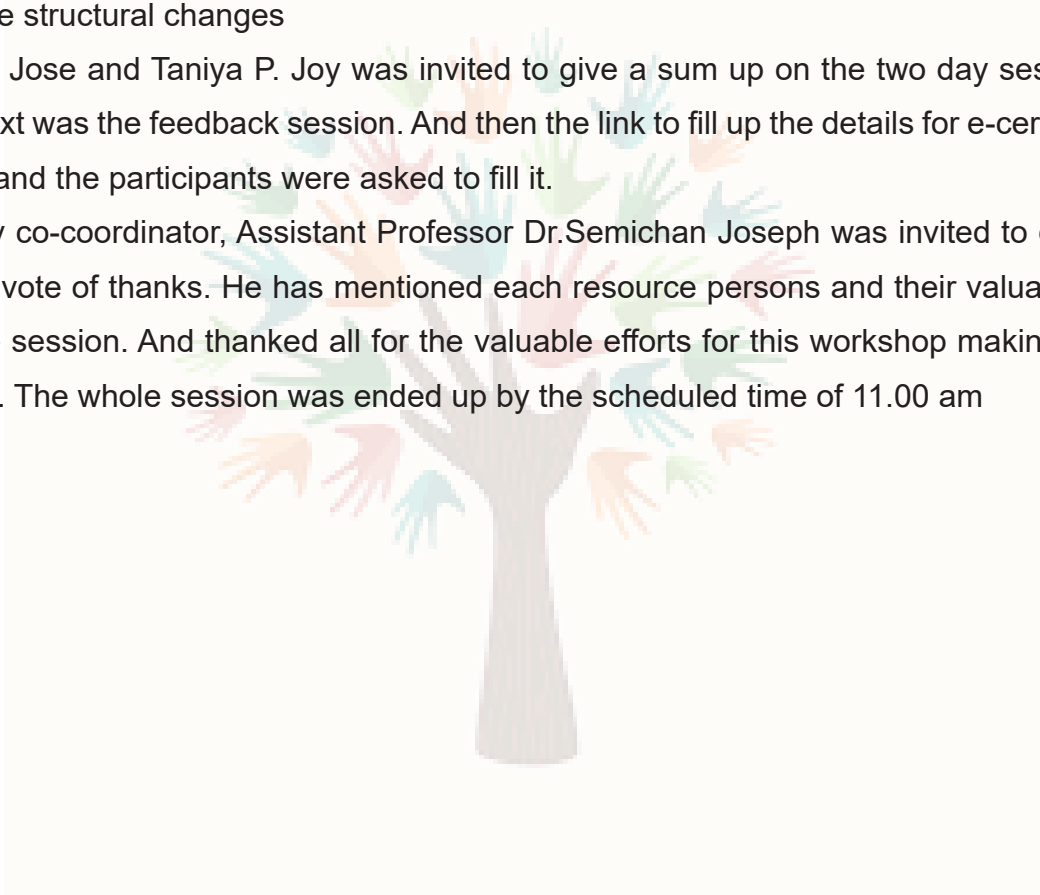 e structural changes
Jose and Taniya P. Joy was invited to give a sum up on the two day ses
xt was the feedback session. And then the link to fill up the details for e-cer
and the participants were asked to fill it.
y co-coordinator, Assistant Professor Dr.Semichan Joseph was invited to
vote of thanks. He has mentioned each resource persons and their valua
session. And thanked all for the valuable efforts for this workshop makin
. The whole session was ended up by the scheduled time of 11.00 am